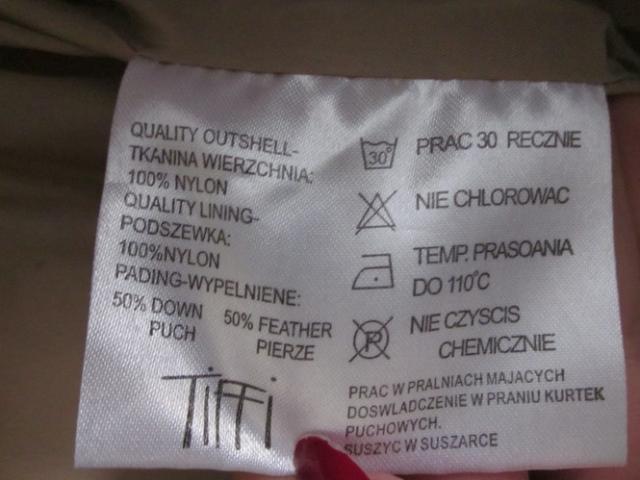 QUALITY OUTSHELL-
TKANINA WIERZCHNIA:
100% NYLON
QUALITY LINING-
PODSZEWKA:
100%NYLON
PADING-WYPELNIENE:
50% DOWN 50% FEATHER
PUCH PIERZE
Tiffi
30°
PRAC 30 RECZNIE
NIE CHLOROWAC
TEMP. PRASOANIA
DO 110°C
P
NIE CZYSCIS
CHEMICZNIE
PRAC W PRALNIACH MAJACYCH
DOSWLADCZENIE W PRANIU KURTEK
PUCHOWYCH.
SUSZYC W SUSZARCE